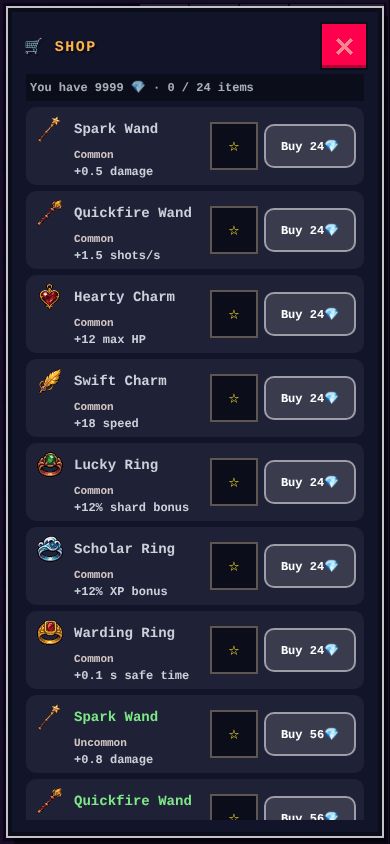 SHOP
You have 9999 💎 · 0 / 24 items
Spark Wand
Common
+0.5 damage
Buy 24💎
Quickfire Wand
Common
+1.5 shots/s
Buy 24💎
Hearty Charm
Common
+12 max HP
Buy 24💎
Swift Charm
Common
+18 speed
Buy 24💎
Lucky Ring
Common
+12% shard bonus
Buy 24💎
Scholar Ring
Common
+12% XP bonus
Buy 24💎
Warding Ring
Common
+0.1 s safe time
Buy 24💎
Spark Wand
Uncommon
+0.8 damage
Buy 56💎
Quickfire Wand
Buy 56💎